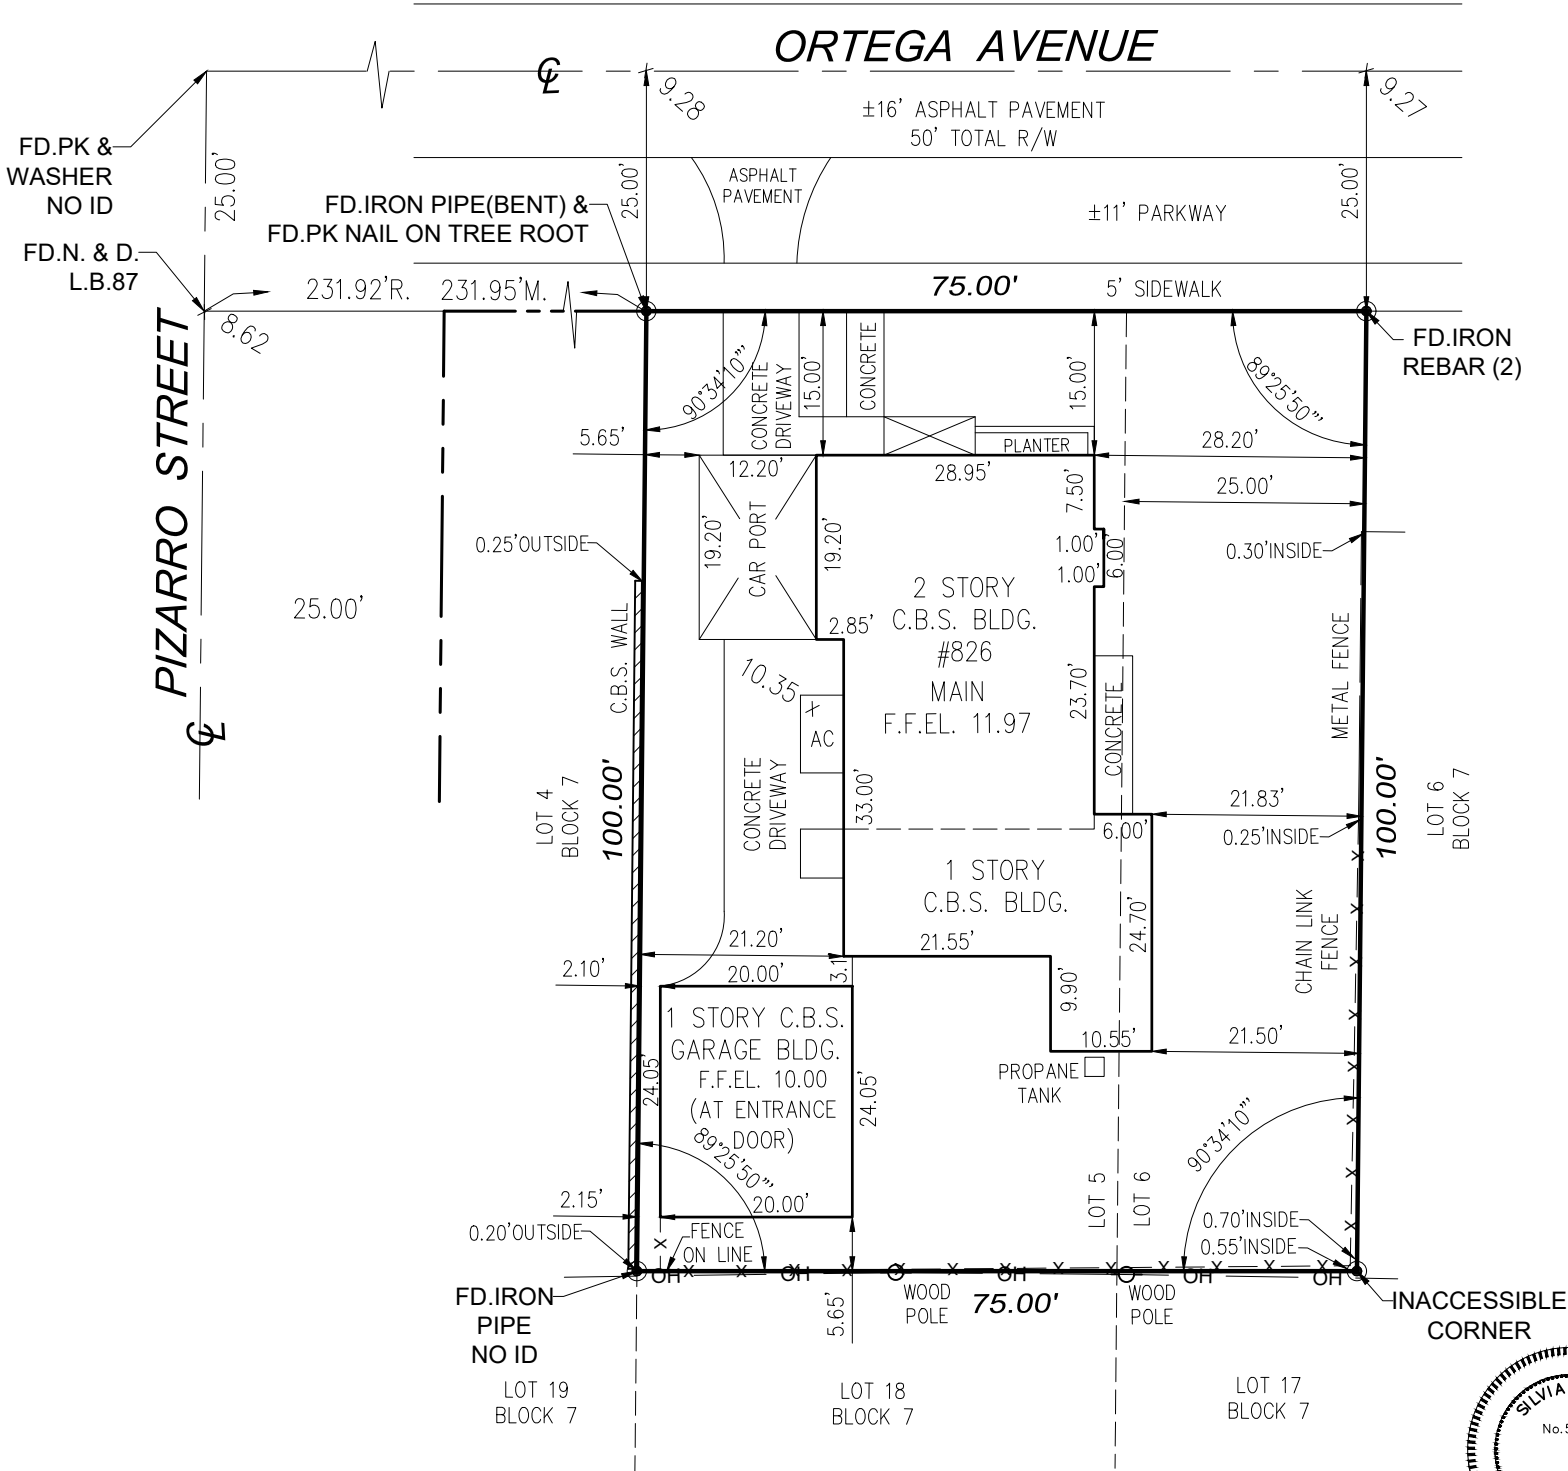 ORTEGA AVENUE
℄
9.28
9.27
±16' ASPHALT PAVEMENT
50' TOTAL R/W
FD.PK &
WASHER
NO ID
25.00'
25.00'
25.00'
ASPHALT
PAVEMENT
FD.IRON PIPE(BENT) &
FD.PK NAIL ON TREE ROOT
±11' PARKWAY
FD.N. & D.
L.B.87
231.92'R.
231.95'M.
75.00'
5' SIDEWALK
8.62
FD.IRON
REBAR (2)
PIZARRO STREET
℄
25.00'
90°34'10"
CONCRETE
DRIVEWAY
15.00'
CONCRETE
15.00'
89°25'50"
5.65'
12.20'
28.95'
PLANTER
28.20'
7.50'
25.00'
0.25'OUTSIDE
19.20'
CAR PORT
19.20'
1.00'
1.00'
6.00'
0.30'INSIDE
2 STORY
C.B.S. BLDG.
#826
MAIN
F.F.EL. 11.97
2.85'
C.B.S. WALL
10.35
X
AC
23.70'
CONCRETE
METAL FENCE
CONCRETE
DRIVEWAY
33.00'
LOT 4
BLOCK 7
100.00'
21.83'
6.00'
0.25'INSIDE
100.00'
LOT 6
BLOCK 7
1 STORY
C.B.S. BLDG.
24.70'
CHAIN LINK
FENCE
21.20'
21.55'
2.10'
20.00'
3.1
9.90'
1 STORY C.B.S.
GARAGE BLDG.
F.F.EL. 10.00
(AT ENTRANCE
DOOR)
24.05'
24.05'
10.55'
21.50'
PROPANE
TANK
89°25'50"
90°34'10"
2.15'
20.00'
LOT 5
LOT 6
0.20'OUTSIDE
FENCE
ON LINE
0.70'INSIDE
0.55'INSIDE
OH
OH
OH
OH
OH
FD.IRON
PIPE
NO ID
5.65'
WOOD
POLE
75.00'
WOOD
POLE
INACCESSIBLE
CORNER
LOT 19
BLOCK 7
LOT 18
BLOCK 7
LOT 17
BLOCK 7
SILVIA